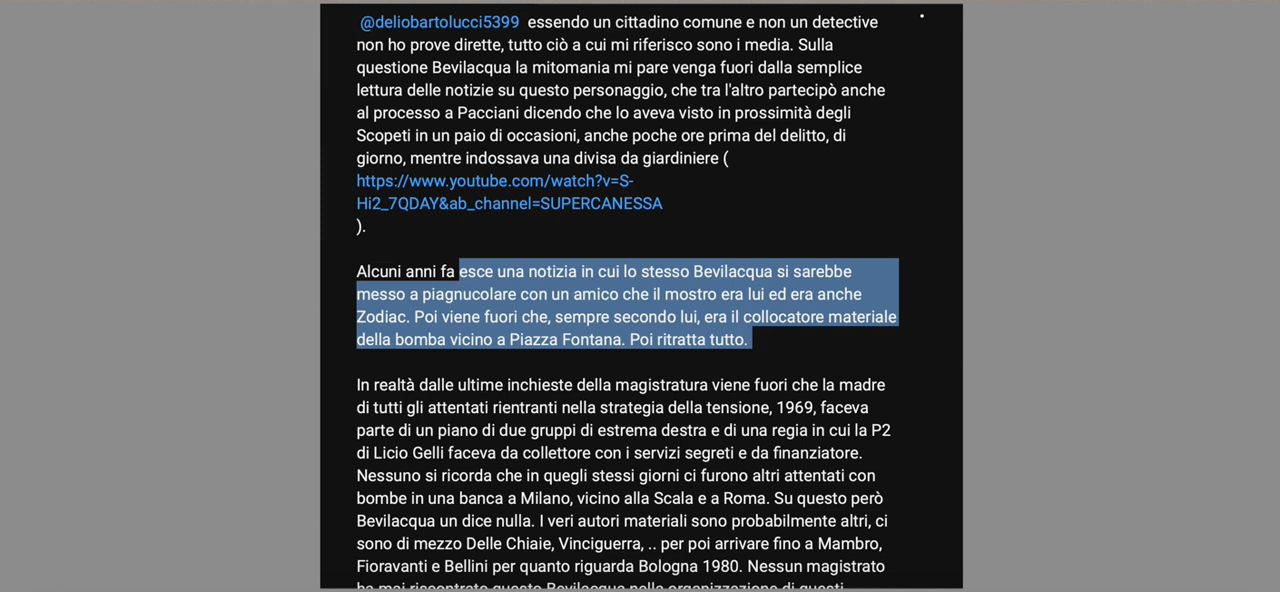 @deliobartolucci5399 essendo un cittadino comune e non un detective
non ho prove dirette, tutto ciò a cui mi riferisco sono i media. Sulla
questione Bevilacqua la mitomania mi pare venga fuori dalla semplice
lettura delle notizie su questo personaggio, che tra l'altro partecipò anche
al processo a Pacciani dicendo che lo aveva visto in prossimità degli
Scopeti in un paio di occasioni, anche poche ore prima del delitto, di
giorno, mentre indossava una divisa da giardiniere (
https://www.youtube.com/watch?v=S-
Hi2_7QDAY&ab_channel=SUPERCANESSA
).
Alcuni anni fa esce una notizia in cui lo stesso Bevilacqua si sarebbe
messo a piagnucolare con un amico che il mostro era lui ed era anche
Zodiac. Poi viene fuori che, sempre secondo lui, era il collocatore materiale
della bomba vicino a Piazza Fontana. Poi ritratta tutto.
In realtà dalle ultime inchieste della magistratura viene fuori che la madre
di tutti gli attentati rientranti nella strategia della tensione, 1969, faceva
parte di un piano di due gruppi di estrema destra e di una regia in cui la P2
di Licio Gelli faceva da collettore con i servizi segreti e da finanziatore.
Nessuno si ricorda che in quegli stessi giorni ci furono altri attentati con
bombe in una banca a Milano, vicino alla Scala e a Roma. Su questo però
Bevilacqua un dice nulla. I veri autori materiali sono probabilmente altri, ci
sono di mezzo Delle Chiaie, Vinciguerra, .. per poi arrivare fino a Mambro,
Fioravanti e Bellini per quanto riguarda Bologna 1980. Nessun magistrato
ha mai riscontrato questo Bevilacqua nella organizzazione di questi